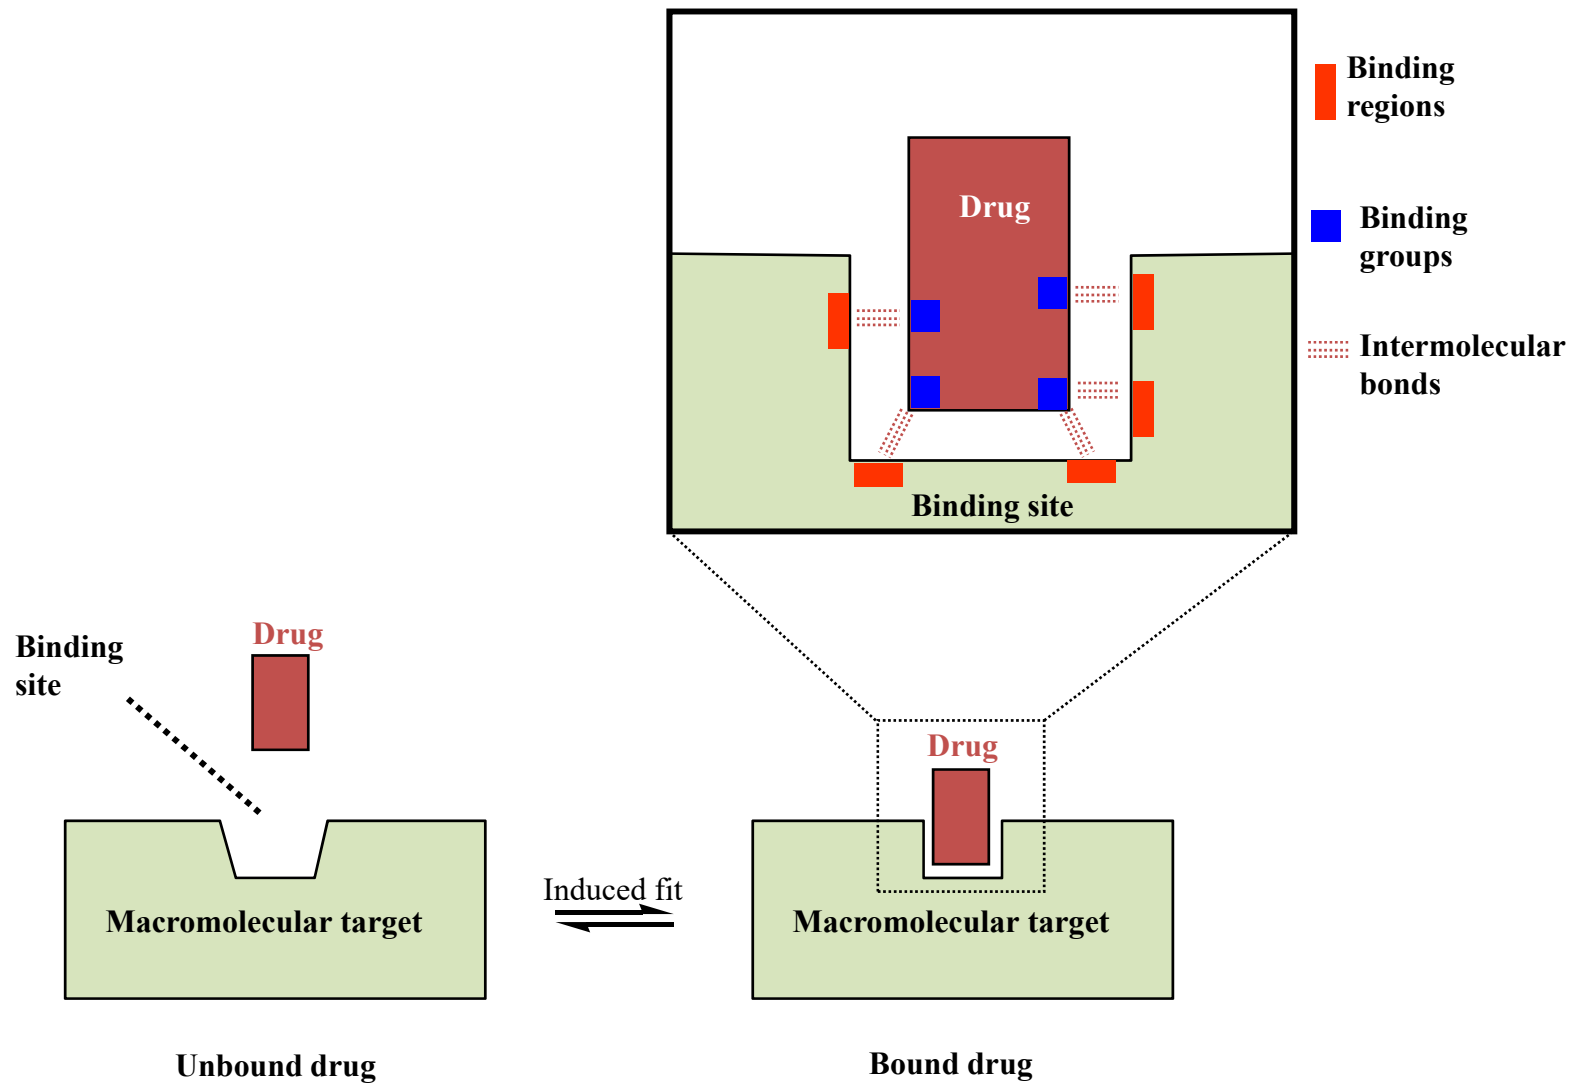 Binding
regions
Drug
Binding
groups
Intermolecular
bonds
Binding site
Binding
site
Drug
Drug
Induced fit
Macromolecular target
Macromolecular target
Unbound drug
Bound drug